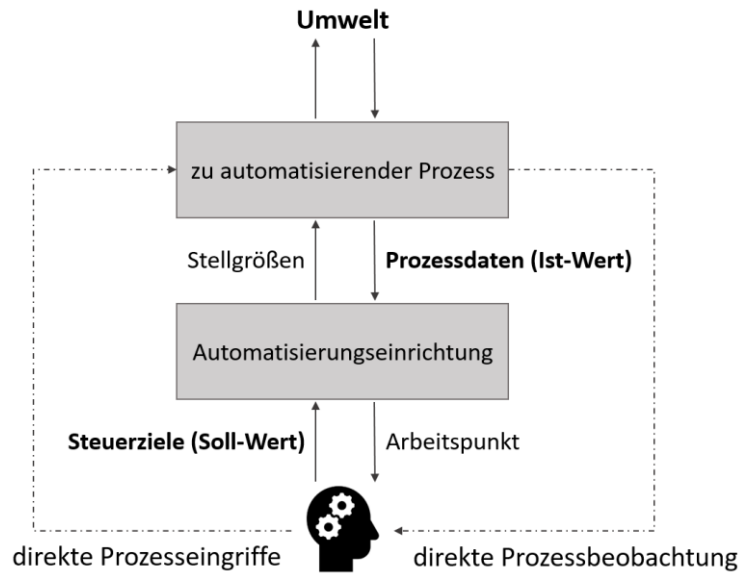 Umwelt
zu automatisierender Prozess
Stellgrößen
Prozessdaten (Ist-Wert)
Automatisierungseinrichtung
Steuerziele (Soll-Wert)
Arbeitspunkt
direkte Prozesseingriffe
direkte Prozessbeobachtung